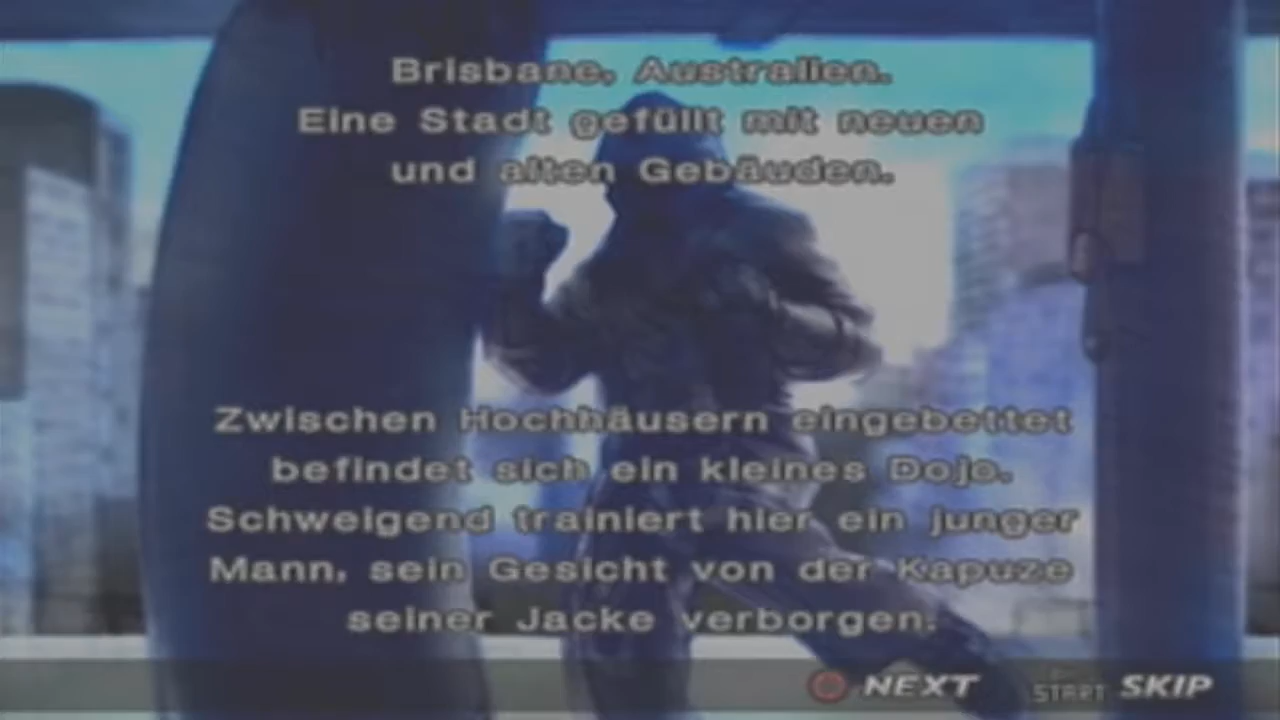 Brisbane, Australien.
Eine Stadt gefüllt mit neuen
und alten Gebäuden.
Zwischen Hochhäusern eingebettet
befindet sich ein kleines Dojo.
Schweigend trainiert hier ein junger
Mann, sein Gesicht von der Kapuze
seiner Jacke verborgen.
NEXT START SKIP